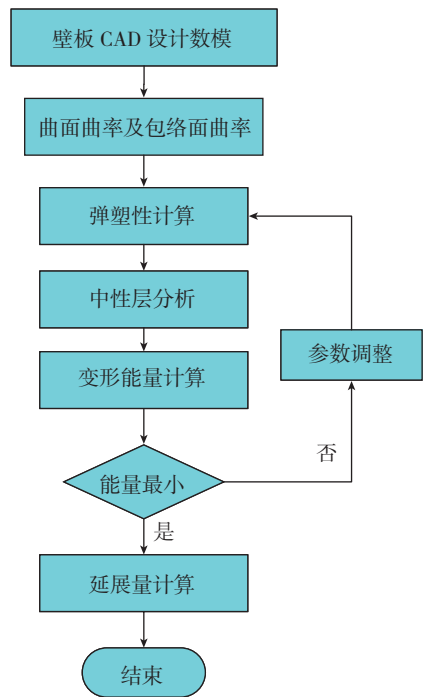 壁板 CAD 设计数模
曲面曲率及包络面曲率
弹塑性计算
中性层分析
变形能量计算
参数调整
能量最小
否
是
延展量计算
结束